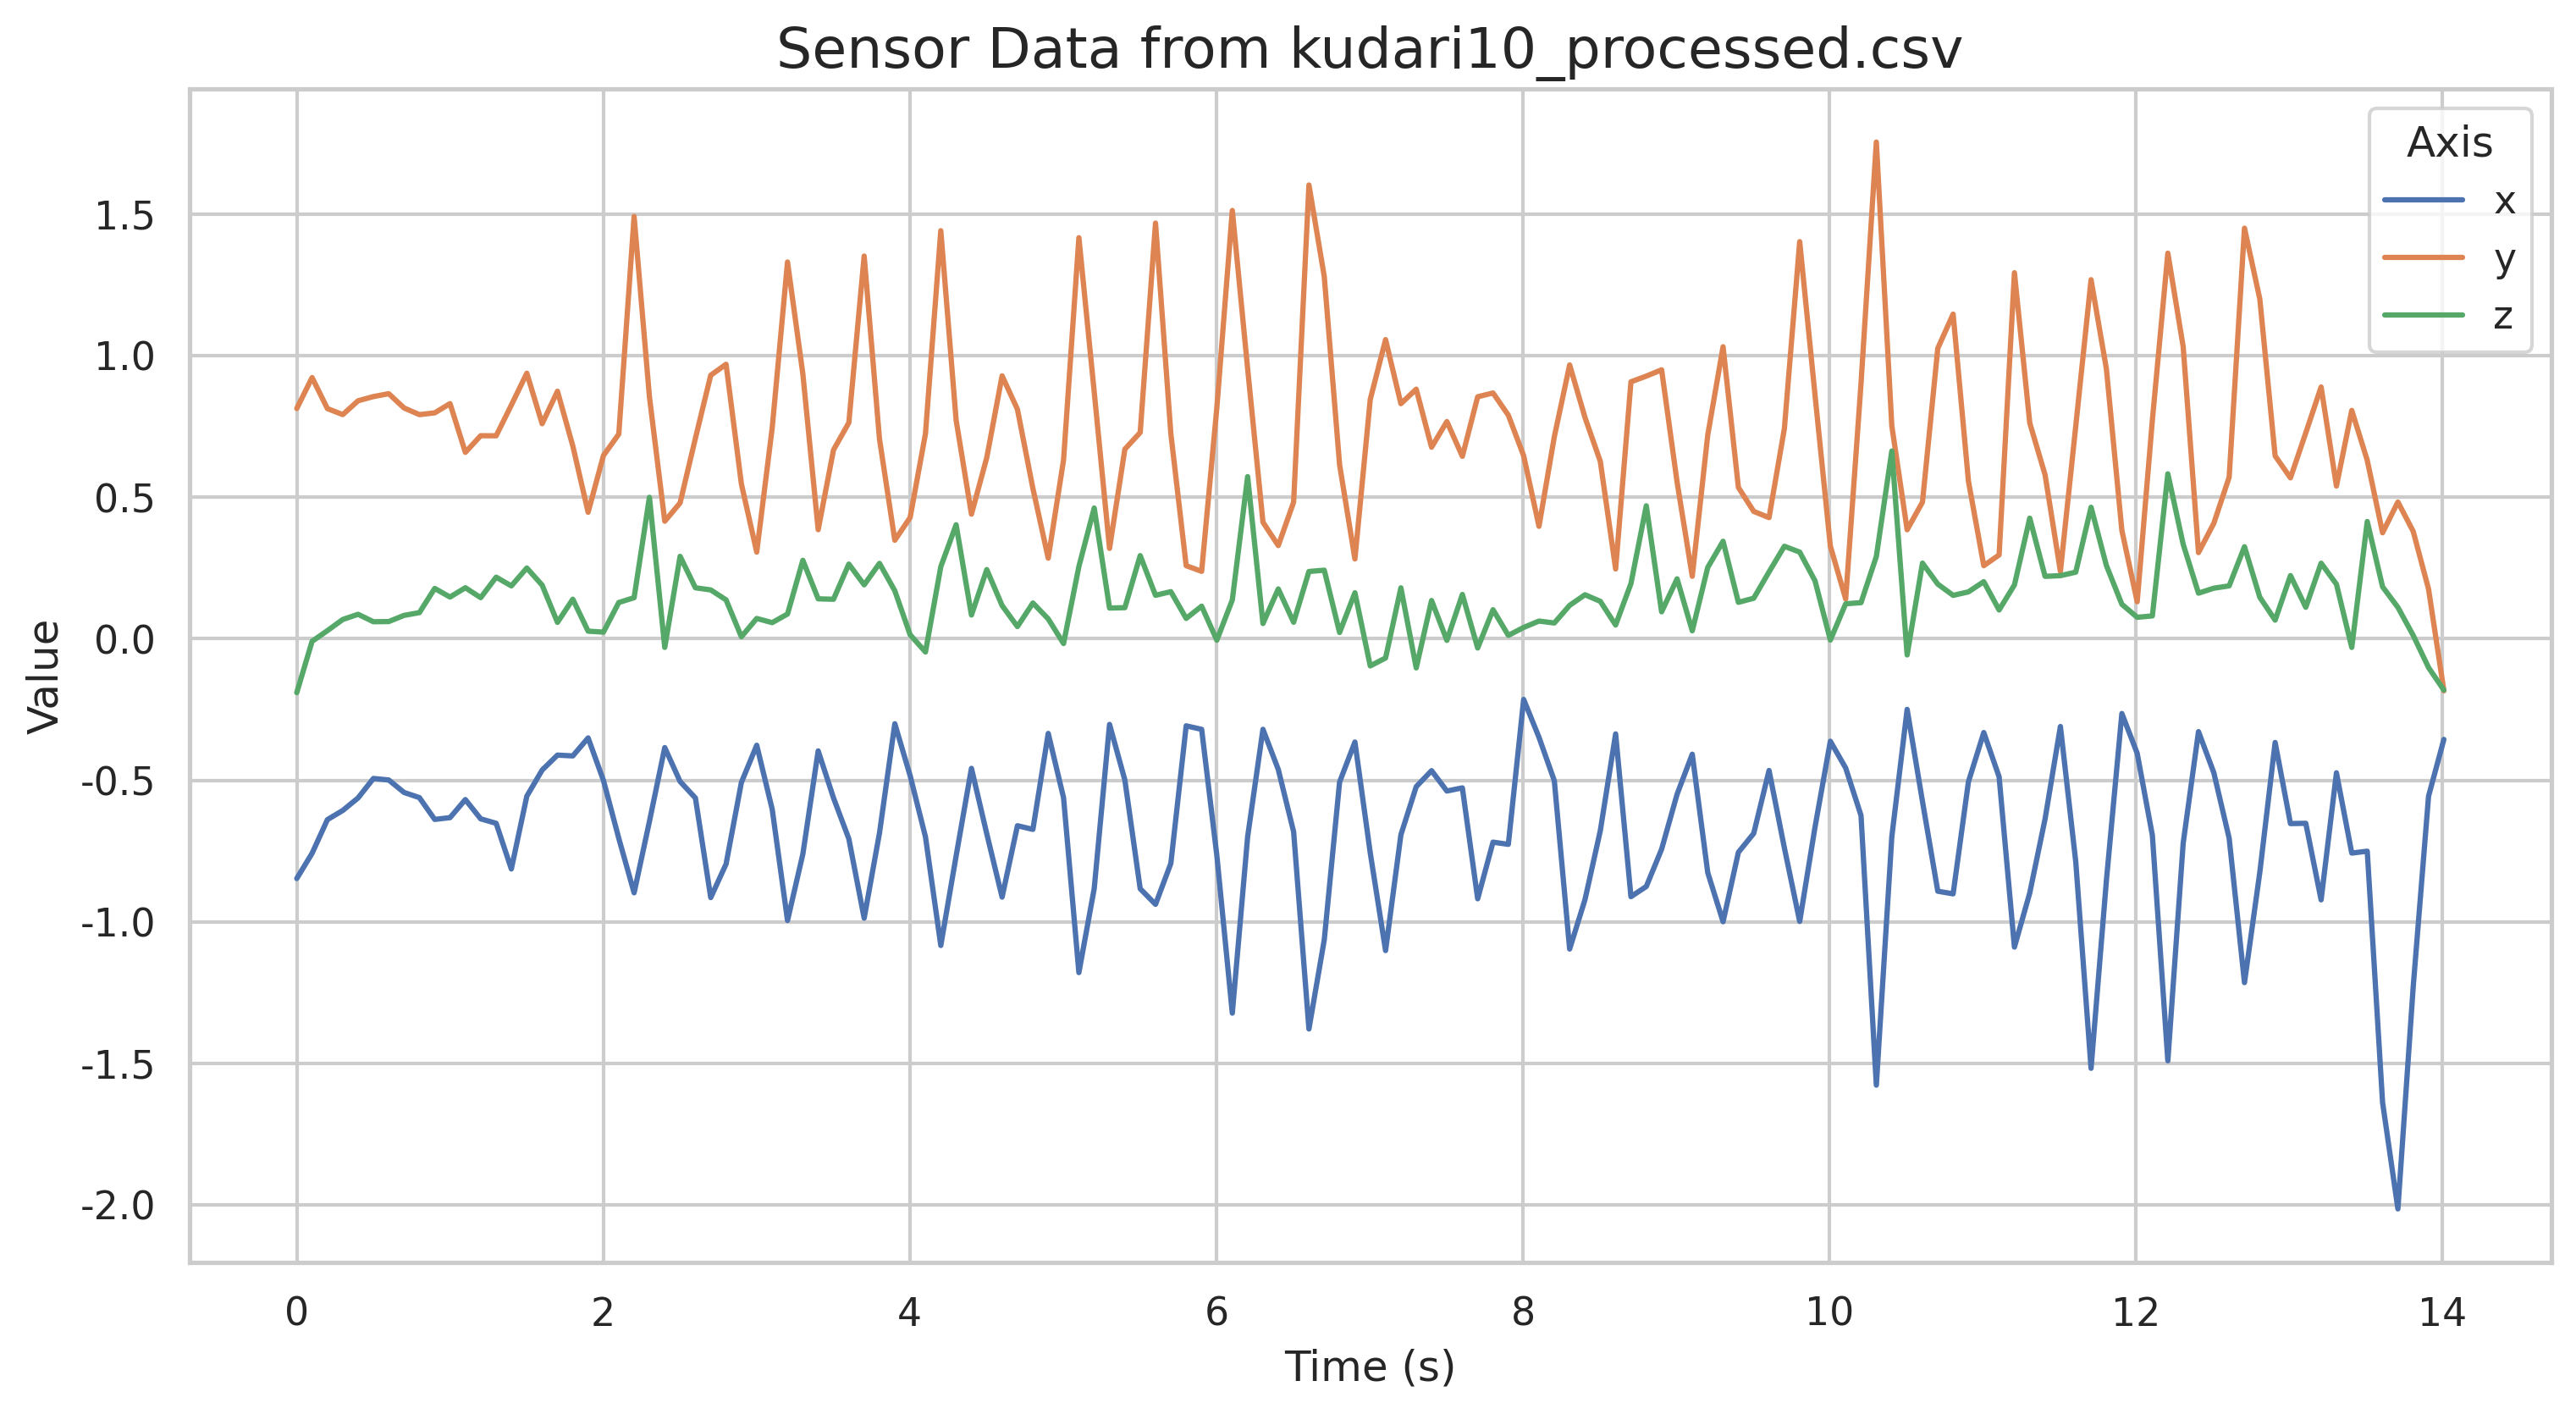 Sensor Data from kudari10_processed.csv
Axis
x
y
z
1.5
1.0
0.5
0.0
-0.5
-1.0
-1.5
-2.0
Value
0 2 4 6 8 10 12 14
Time (s)